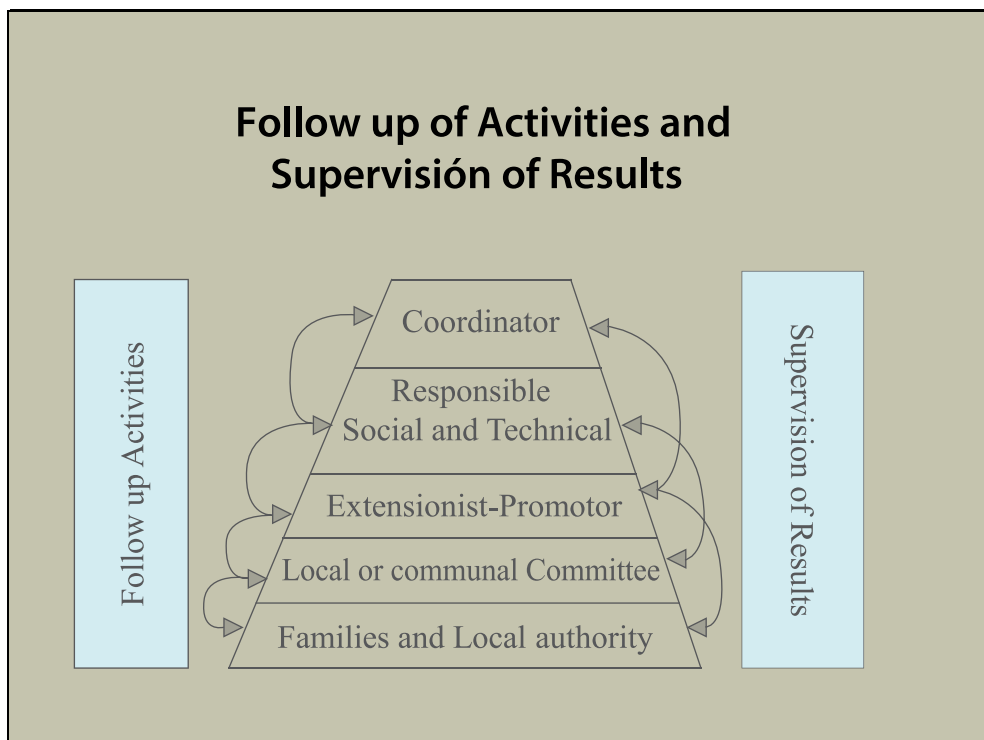 Follow up of Activities and
Supervisión of Results
Follow up Activities
Coordinator
Responsible
Social and Technical
Extensionist-Promotor
Local or communal Committee
Families and Local authority
Supervision of Results